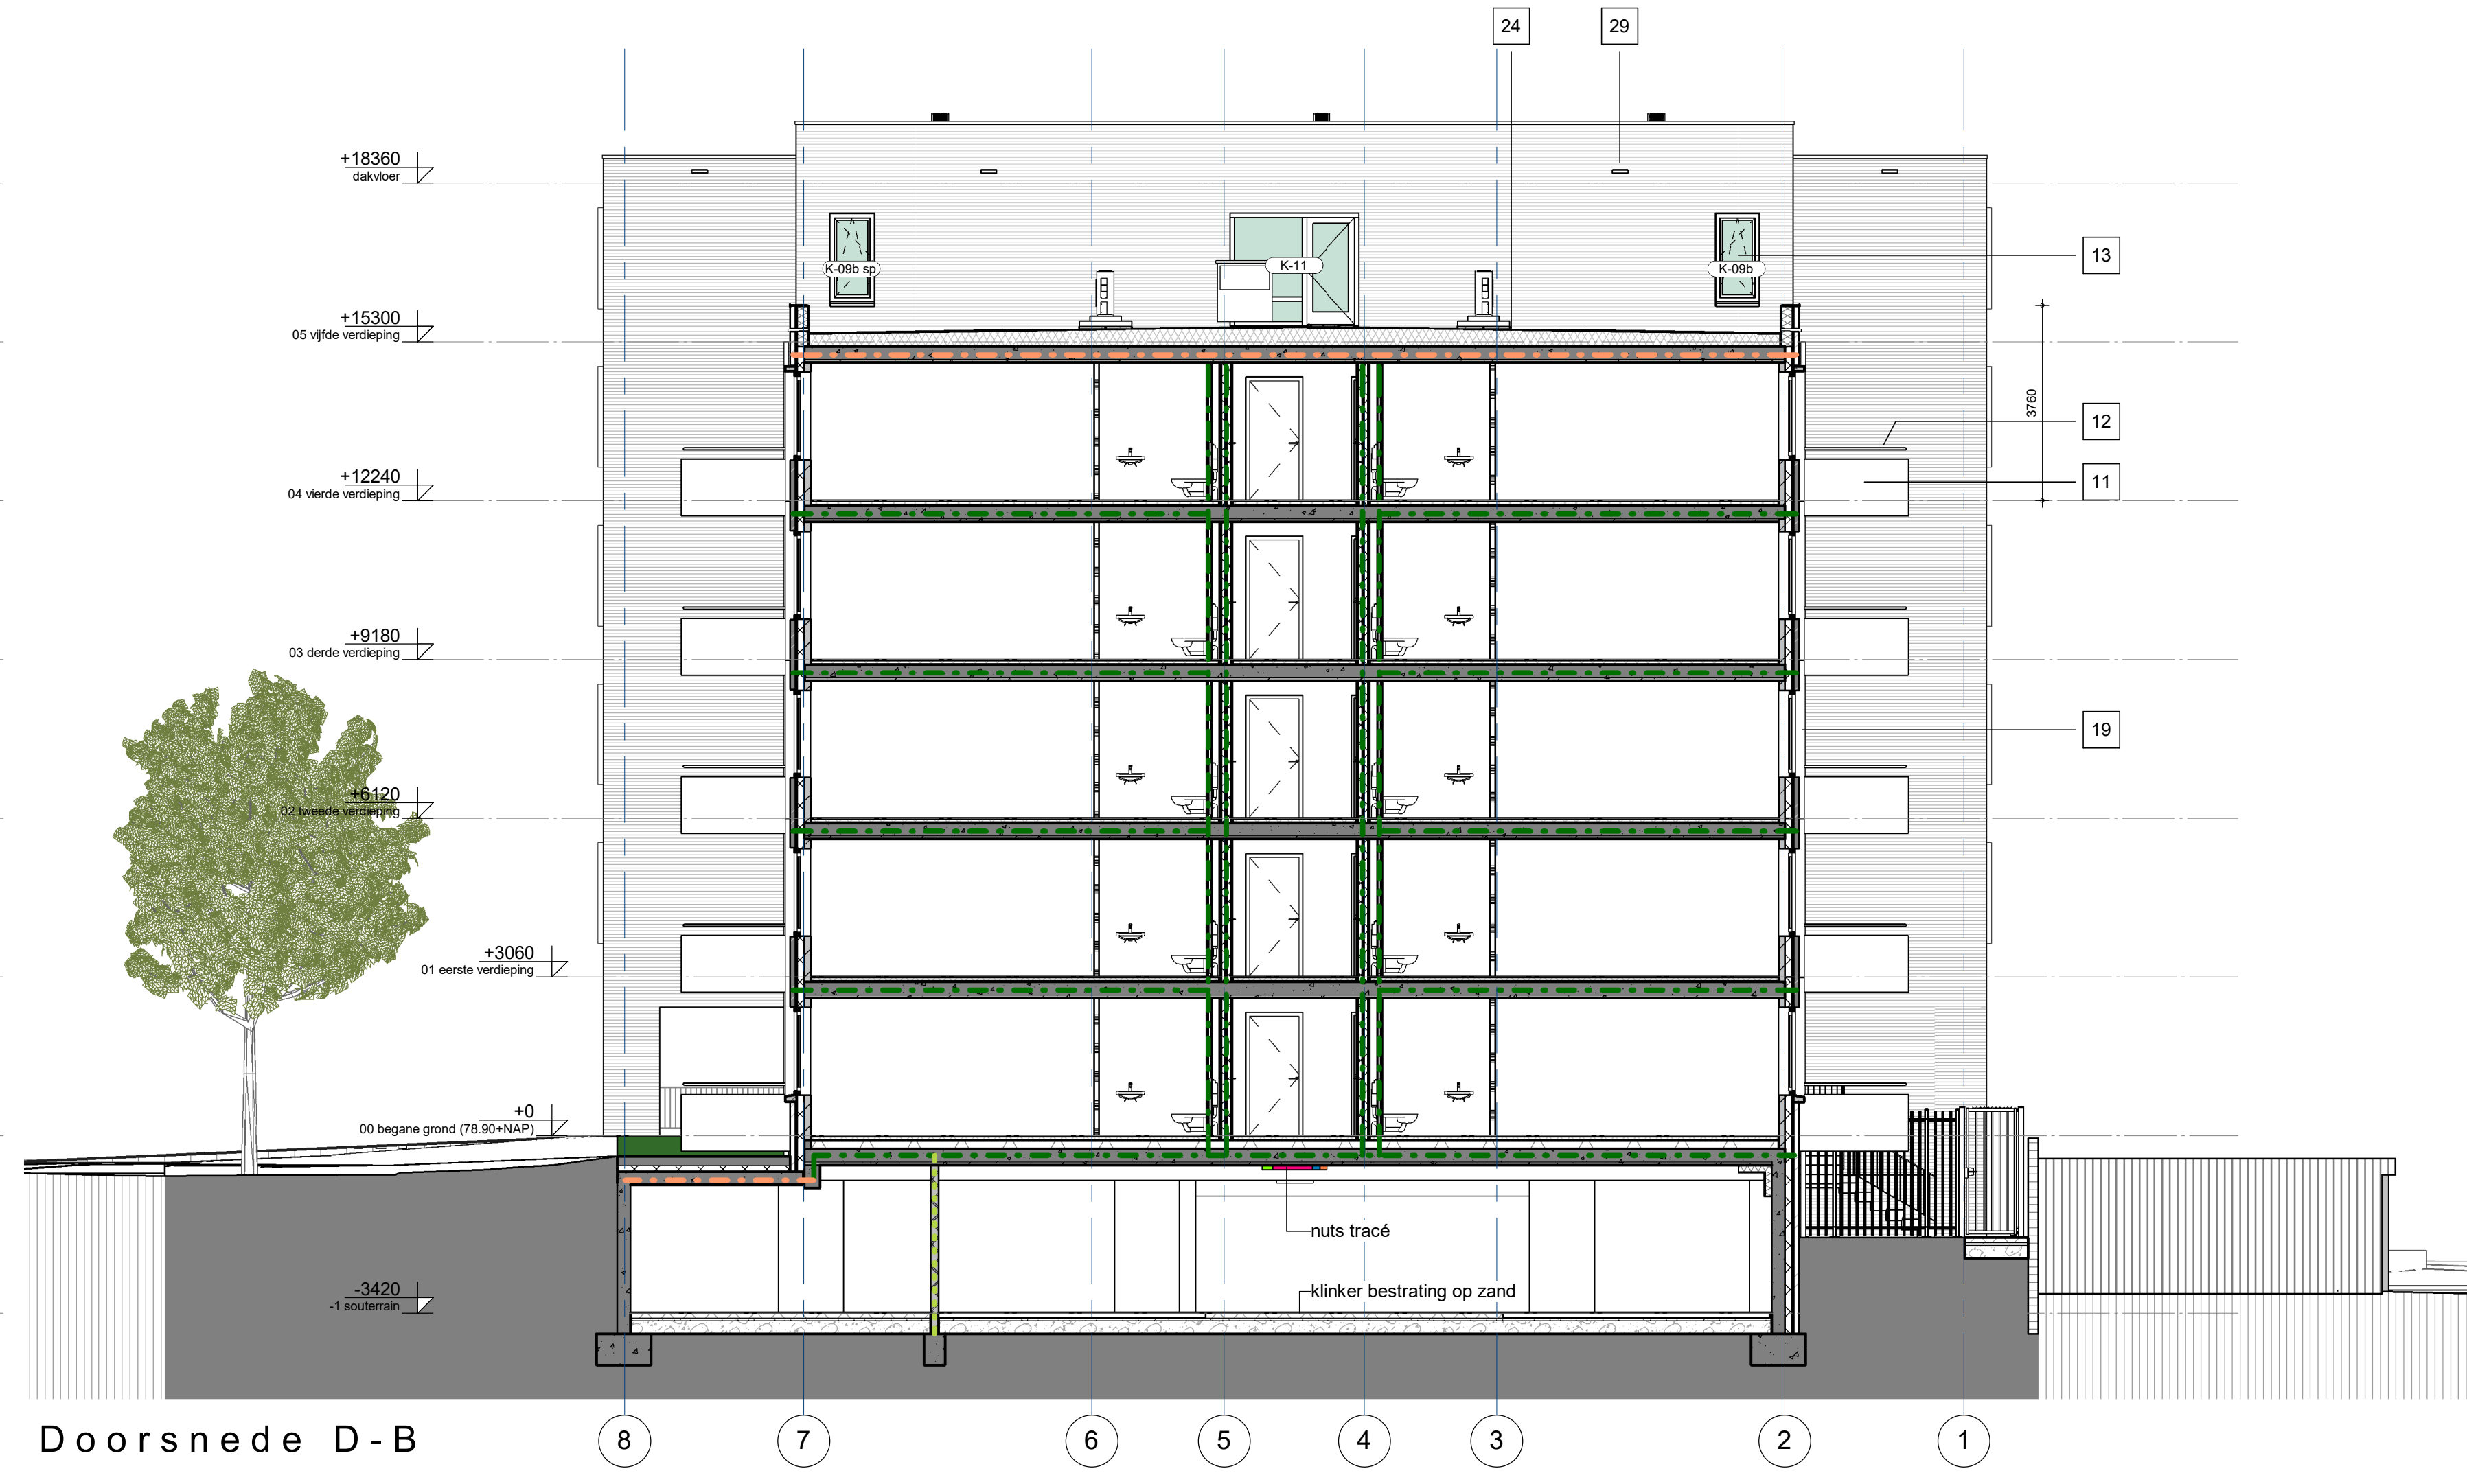 24
29
+18360
dakvloer
13
K-09b sp
K-11
K-09b
+15300
05 vijfde verdieping
3760
12
+12240
04 vierde verdieping
11
+9180
03 derde verdieping
19
+6120
02 tweede verdieping
+3060
01 eerste verdieping
+0
00 begane grond (78.90+NAP)
nuts tracé
-3420
-1 souterrain
klinker bestrating op zand
Doorsnede D-B
8
7
6
5
4
3
2
1